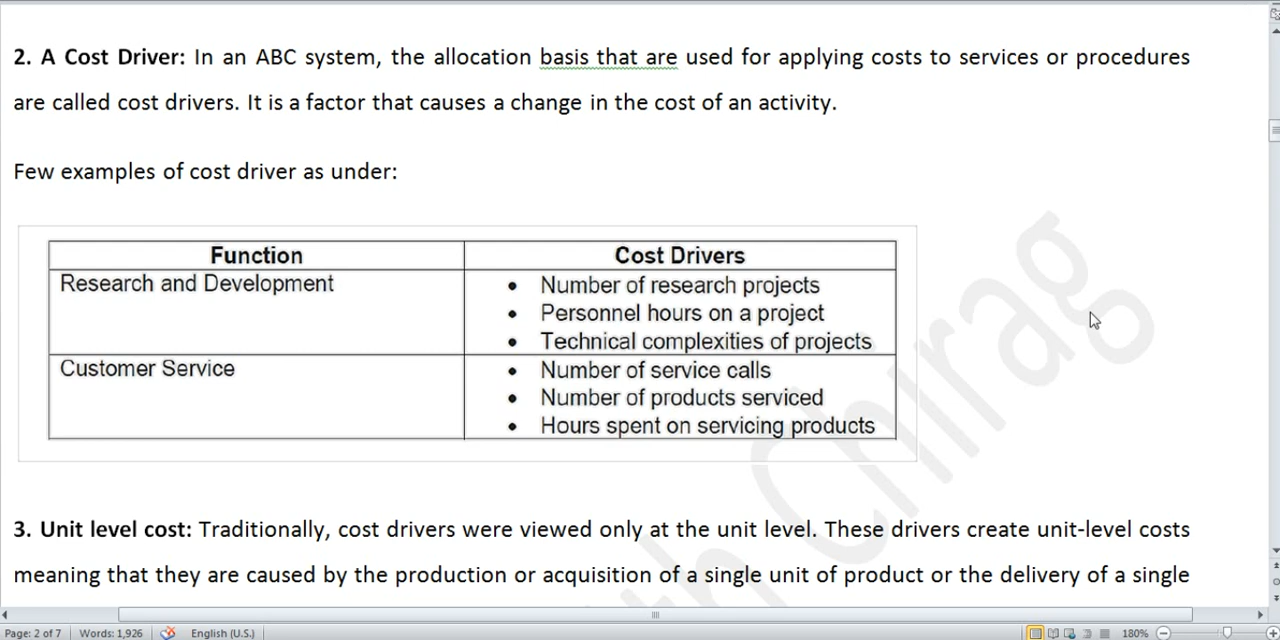 2. A Cost Driver: In an ABC system, the allocation basis that are used for applying costs to services or procedures
are called cost drivers. It is a factor that causes a change in the cost of an activity.
Few examples of cost driver as under:
Function Cost Drivers
Research and Development
• Number of research projects
• Personnel hours on a project
• Technical complexities of projects
Customer Service
• Number of service calls
• Number of products serviced
• Hours spent on servicing products
3. Unit level cost: Traditionally, cost drivers were viewed only at the unit level. These drivers create unit-level costs
meaning that they are caused by the production or acquisition of a single unit of product or the delivery of a single
th Chirag
Page: 2 of 7 Words: 1,926 English (U.S.) 180%